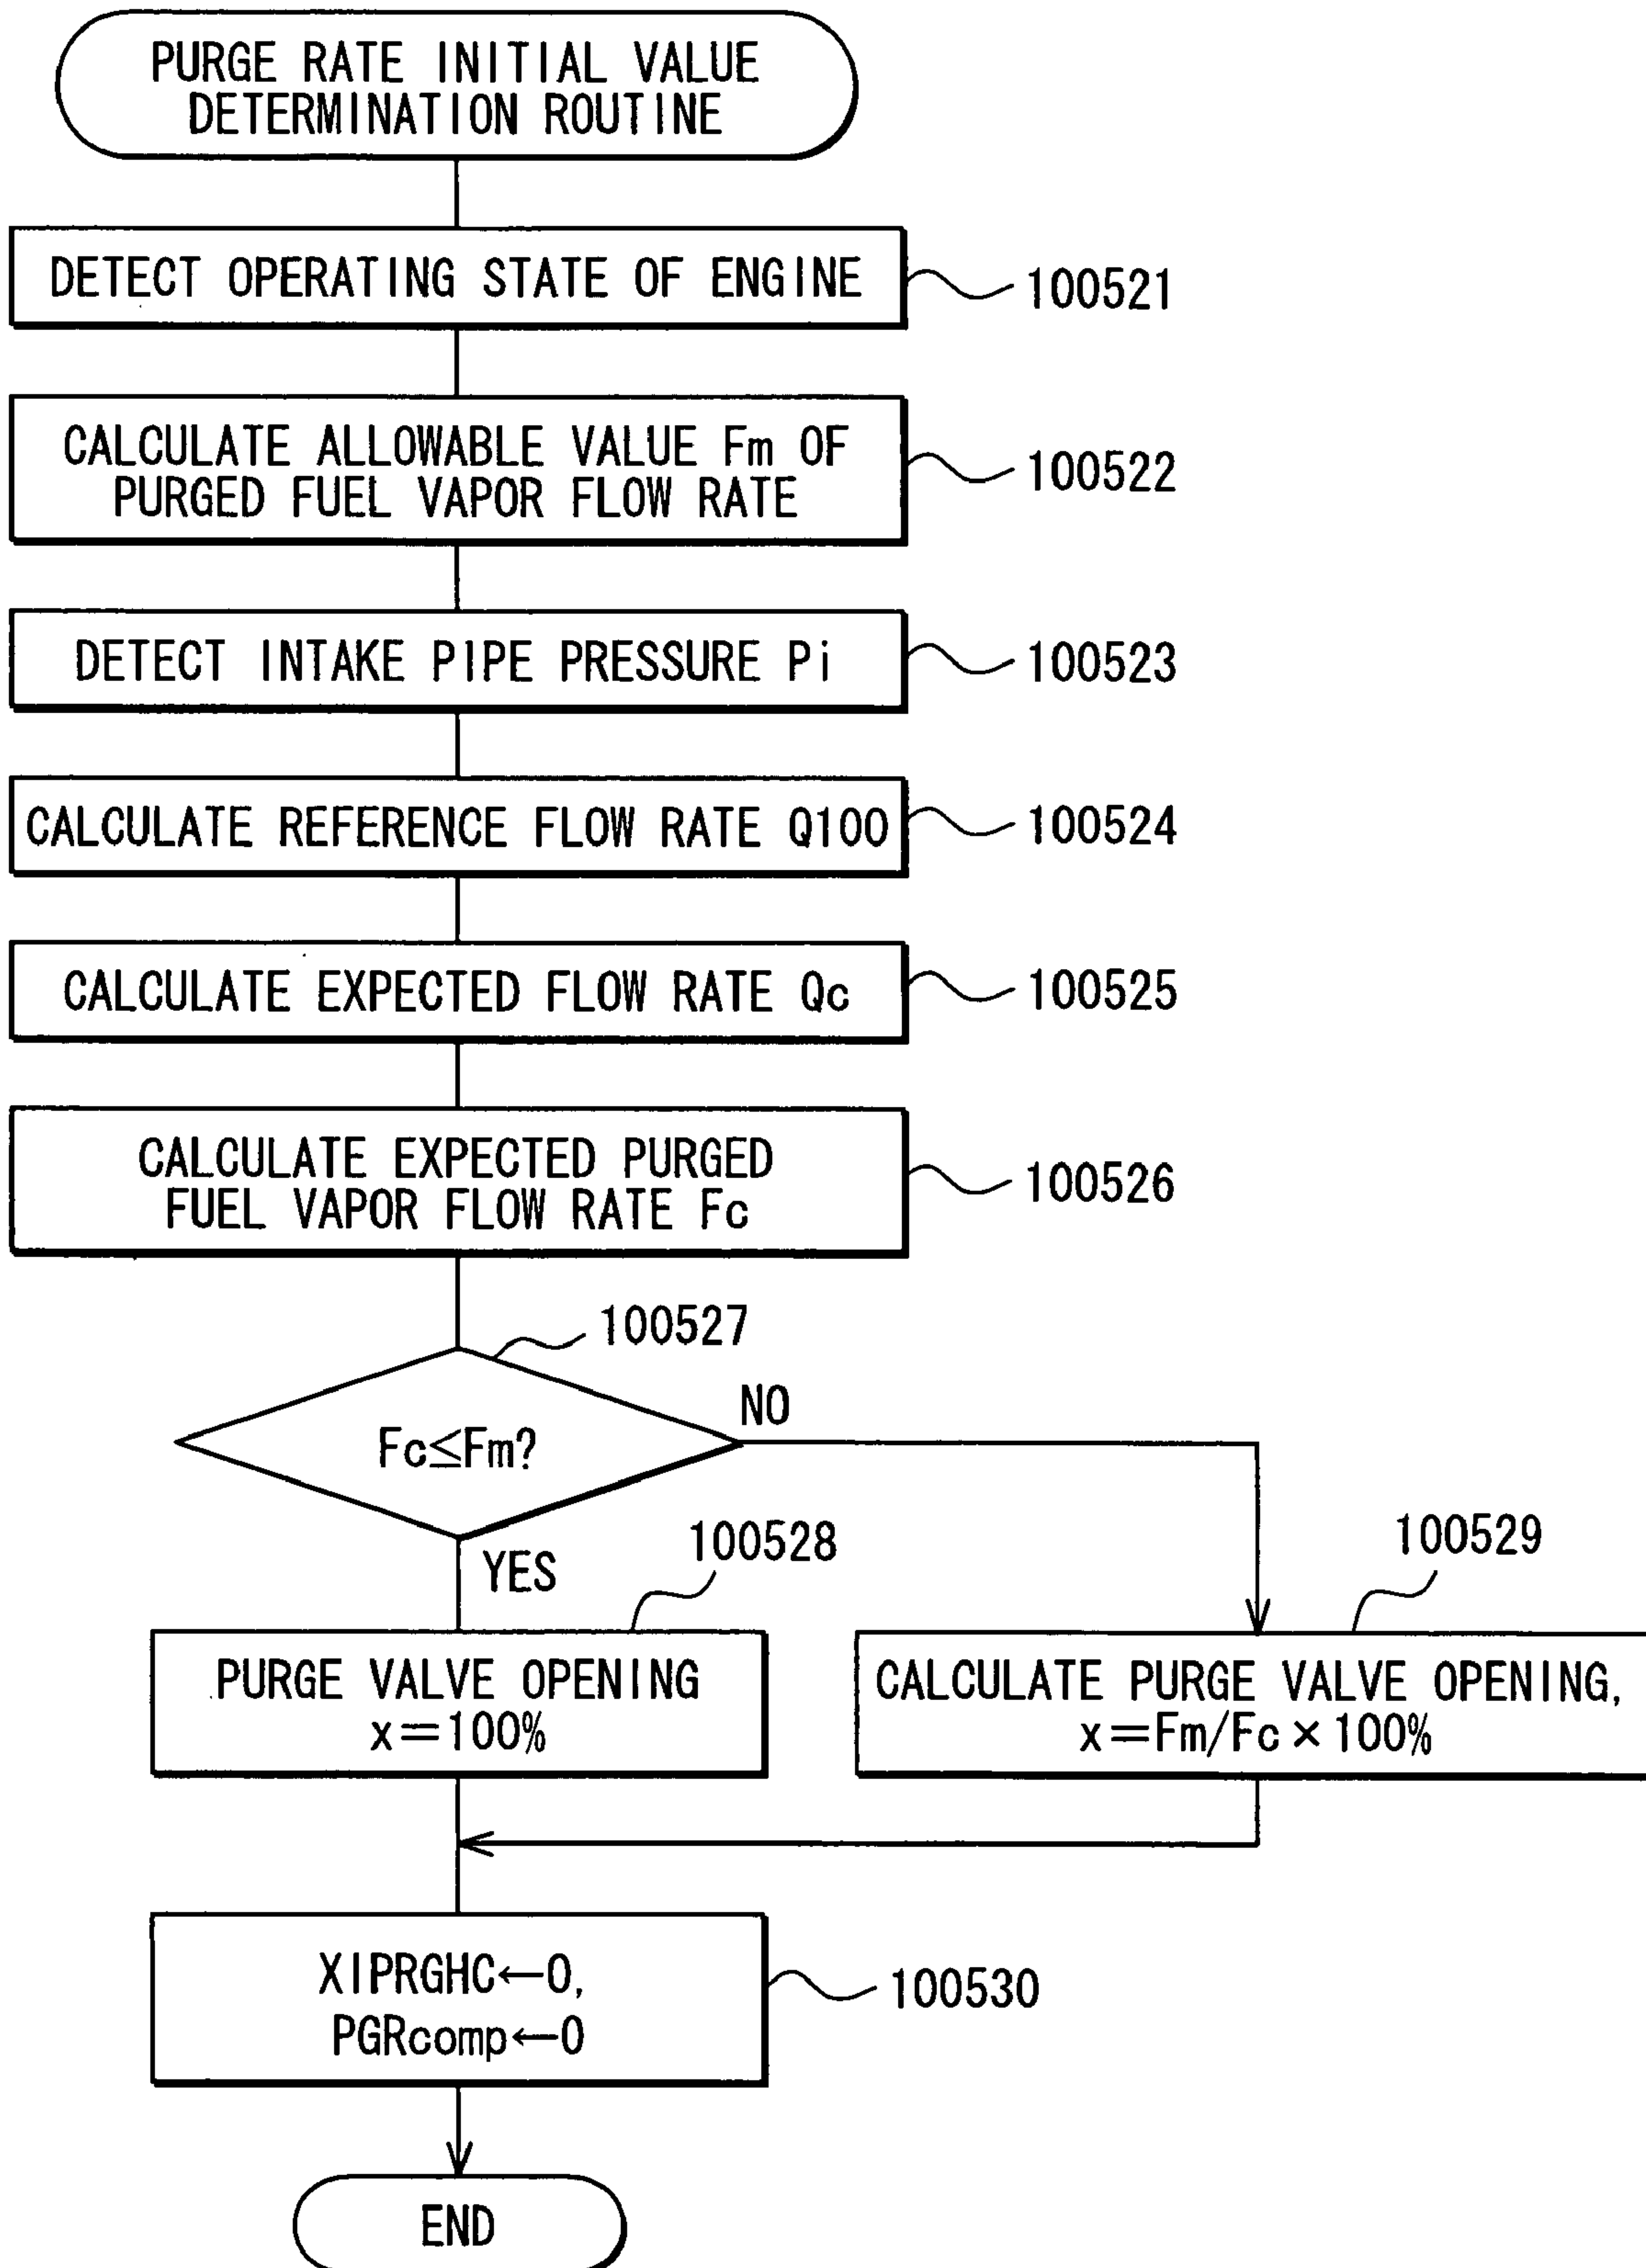 PURGE RATE INITIAL VALUE
DETERMINATION ROUTINE
DETECT OPERATING STATE OF ENGINE
100521
CALCULATE ALLOWABLE VALUE Fm OF
PURGED FUEL VAPOR FLOW RATE
100522
DETECT INTAKE PIPE PRESSURE Pi
100523
CALCULATE REFERENCE FLOW RATE Q100
100524
CALCULATE EXPECTED FLOW RATE Qc
100525
CALCULATE EXPECTED PURGED
FUEL VAPOR FLOW RATE Fc
100526
100527
Fc≦Fm?
NO
YES
100528
PURGE VALVE OPENING
x=100%
100529
CALCULATE PURGE VALVE OPENING,
x=Fm/Fc×100%
XIPRGHC←0,
PGRcomp←0
100530
END